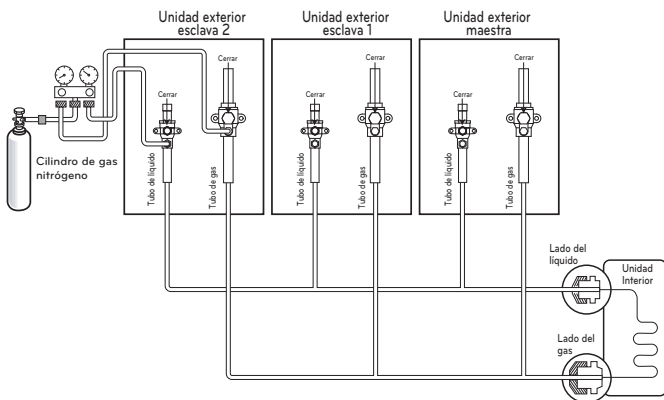 Unidad exterior
esclava 2
Unidad exterior
esclava 1
Unidad exterior
maestra
Cerrar
Cerrar
Cerrar
Cerrar
Cerrar
Cerrar
Cilindro de gas
nitrógeno
Tubo de líquido
Tubo de gas
Tubo de líquido
Tubo de gas
Tubo de líquido
Tubo de gas
Lado del
líquido
Unidad
Interior
Lado del
gas